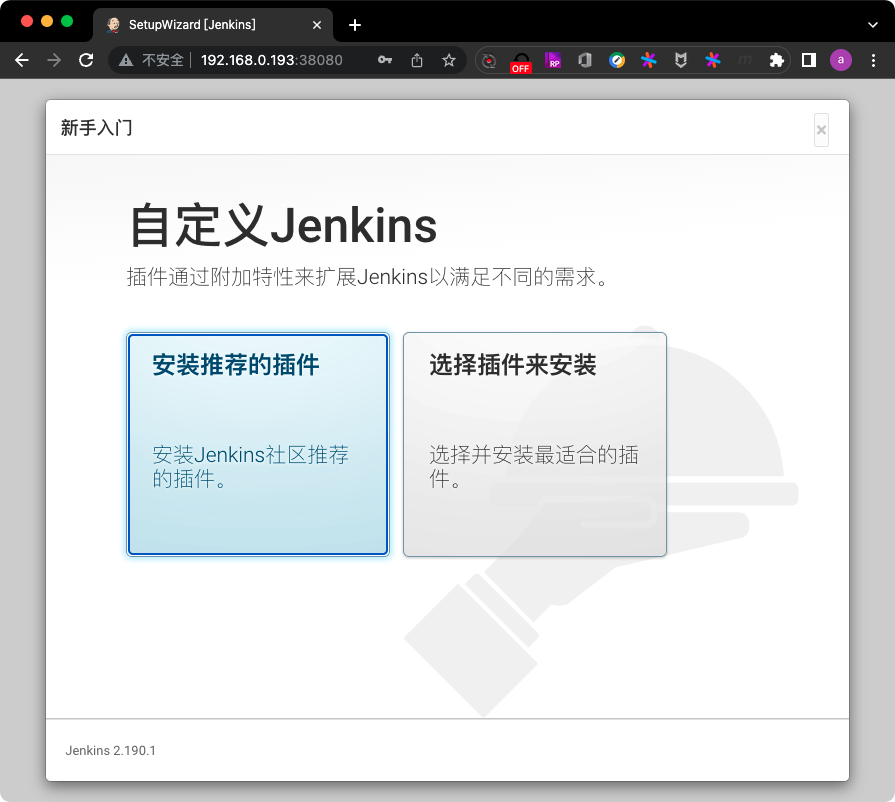 SetupWizard [Jenkins]
不安全 192.168.0.193:38080
OFF
RP
a
新手入门
自定义Jenkins
插件通过附加特性来扩展Jenkins以满足不同的需求。
安装推荐的插件
安装Jenkins社区推荐
的插件。
选择插件来安装
选择并安装最适合的插
件。
Jenkins 2.190.1